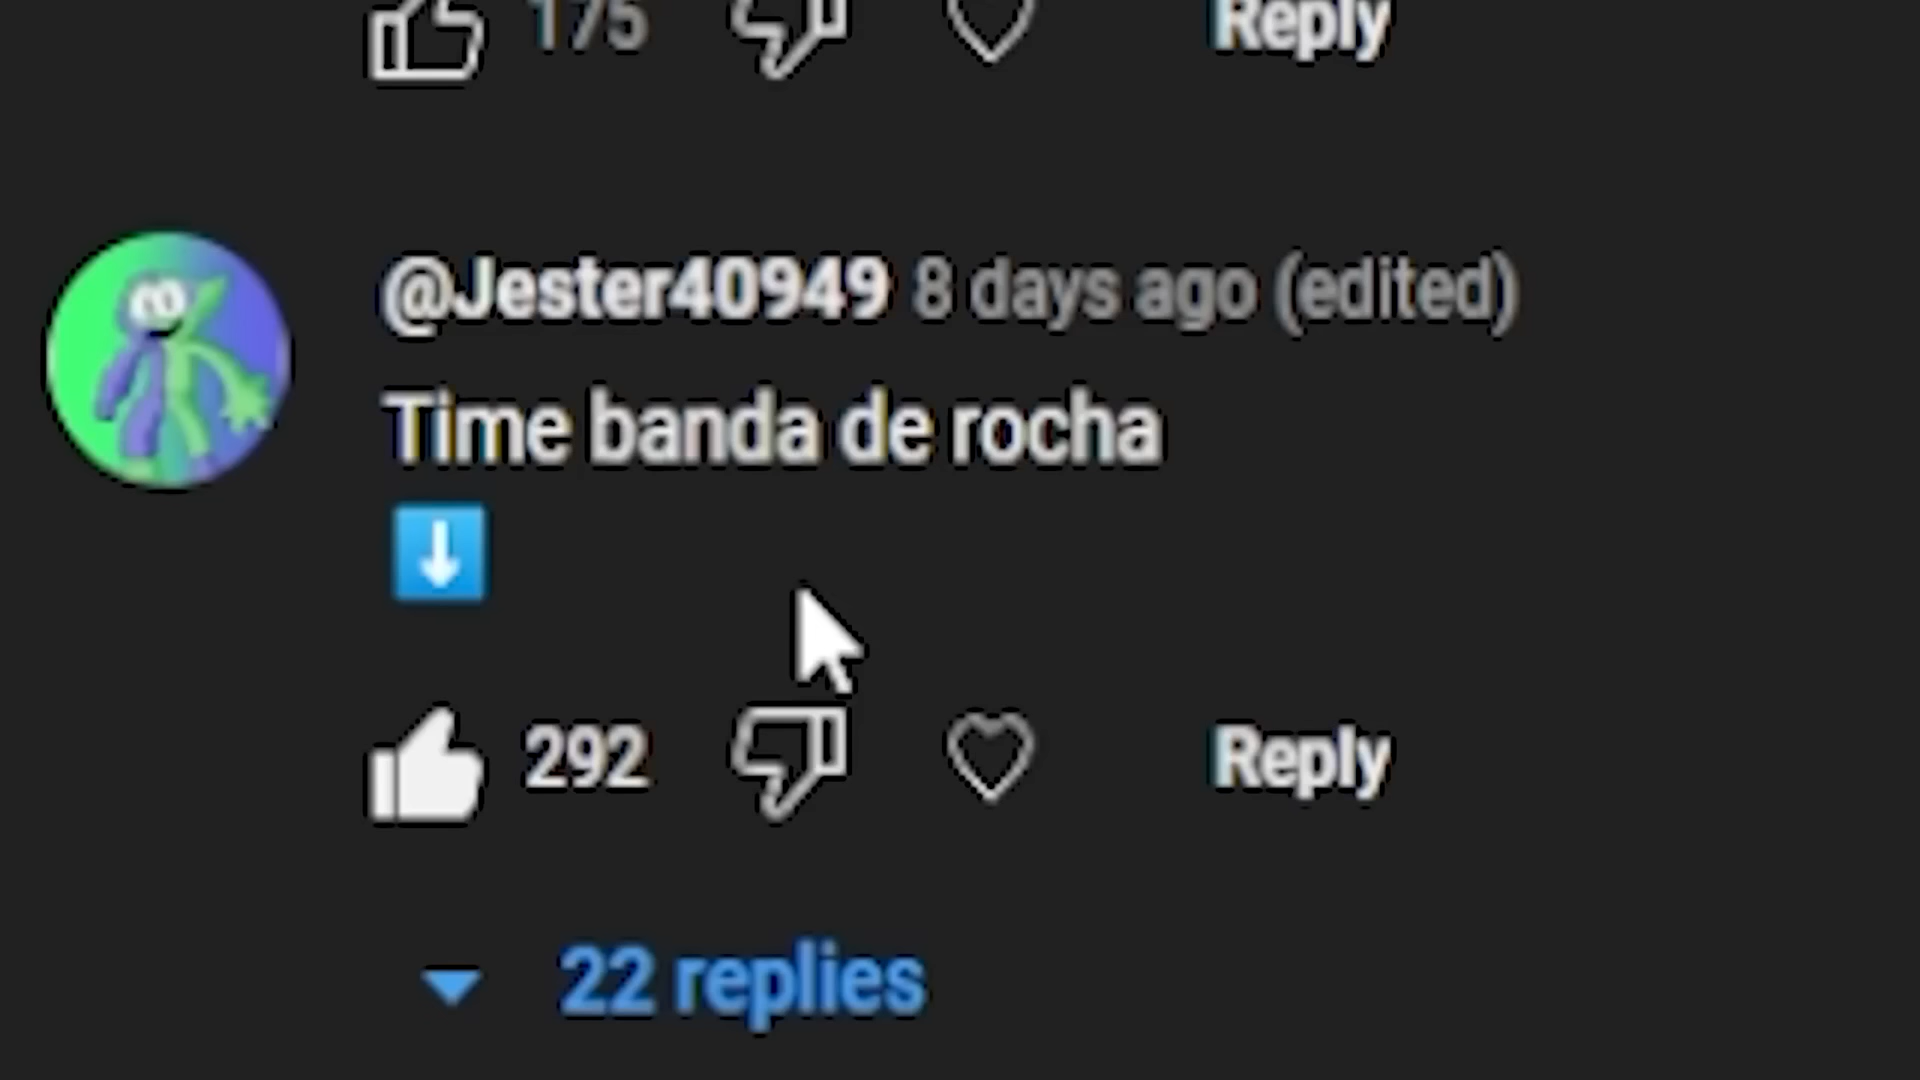 175 Reply
@Jester40949 8 days ago (edited)
Time banda de rocha
⬇️
292 Reply
22 replies